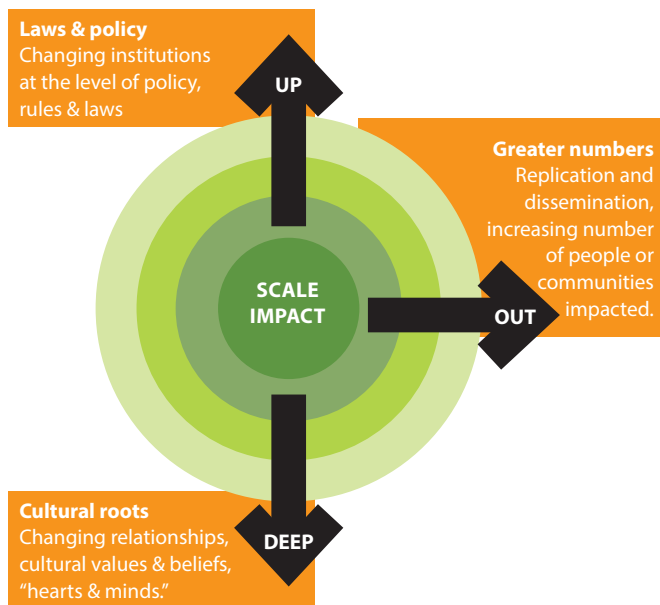 Laws & policy
Changing institutions
at the level of policy,
rules & laws
UP
Greater numbers
Replication and
dissemination,
increasing number
of people or
communities
impacted.
SCALE
IMPACT
OUT
Cultural roots
Changing relationships,
cultural values & beliefs,
“hearts & minds.”
DEEP